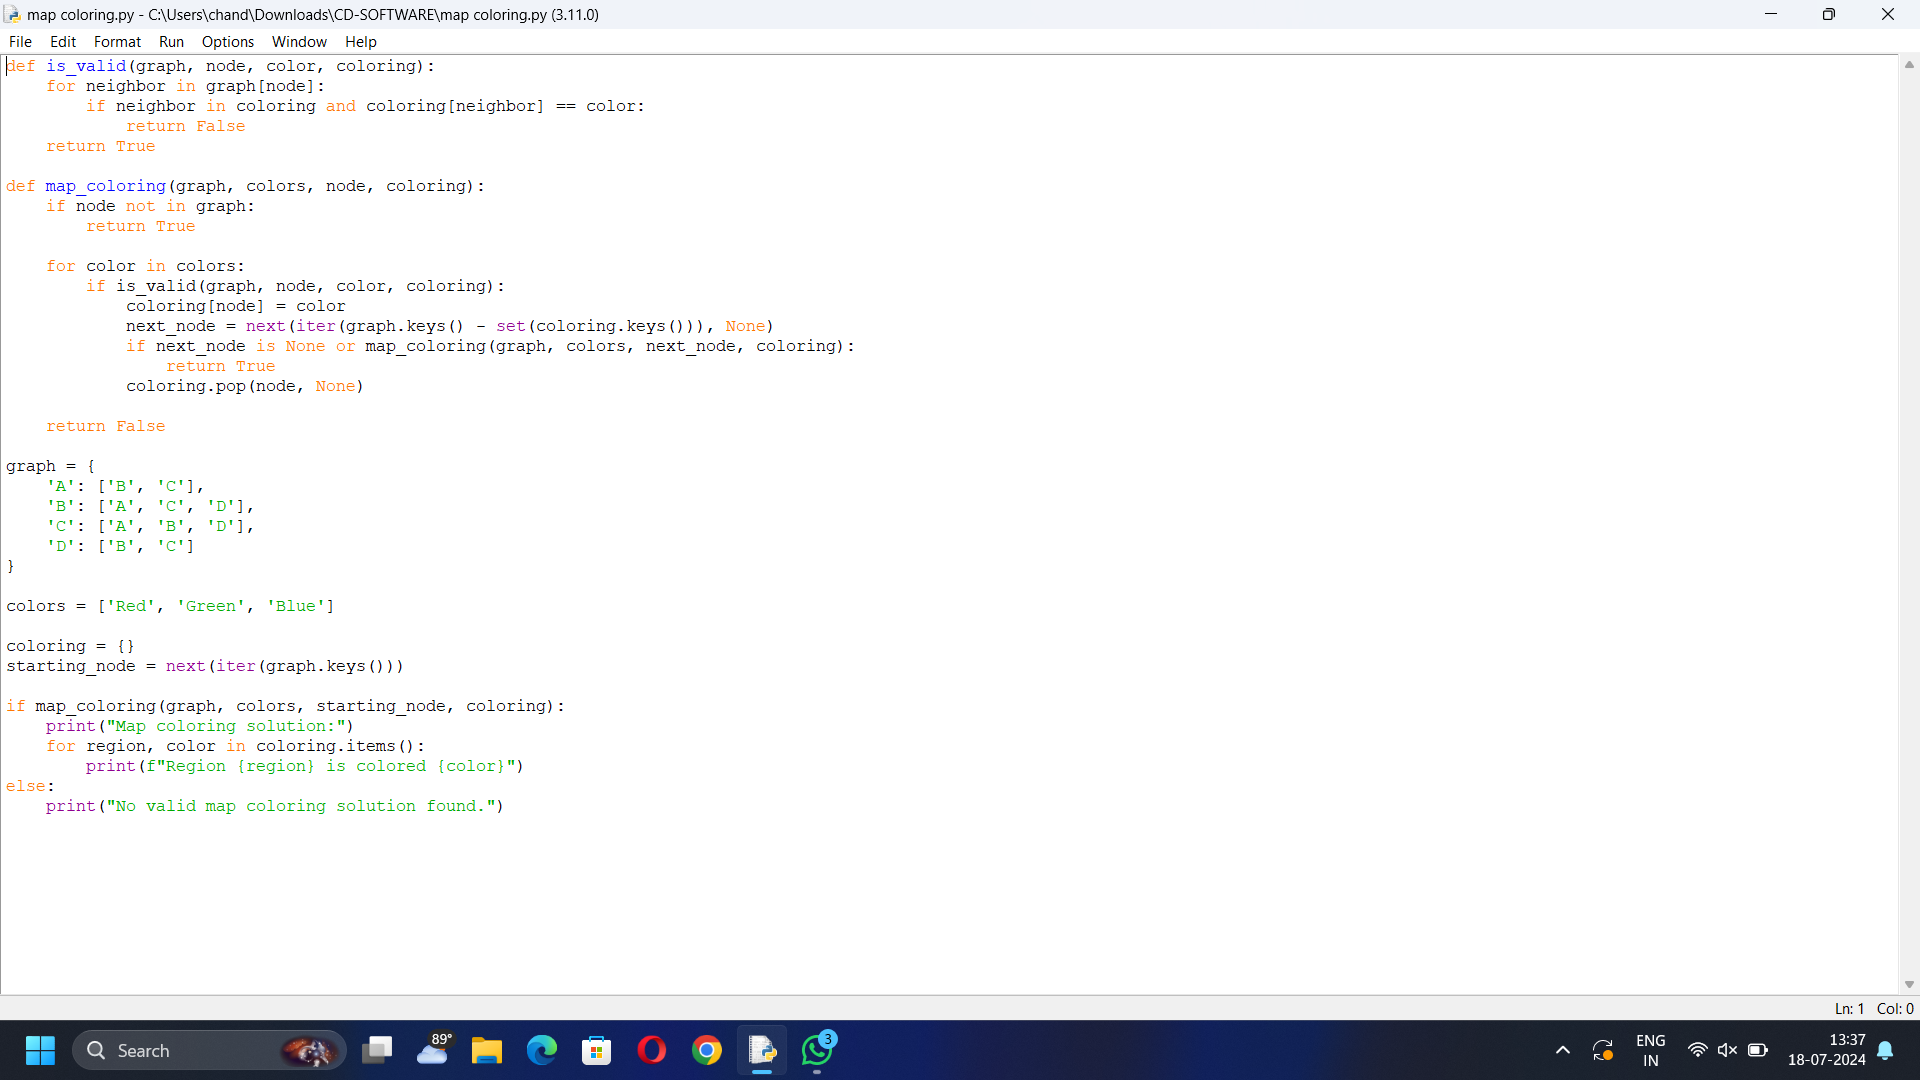 map coloring.py - C:\Users\chand\Downloads\CD-SOFTWARE\map coloring.py (3.11.0)
File Edit Format Run Options Window Help
def is_valid(graph, node, color, coloring):
    for neighbor in graph[node]:
        if neighbor in coloring and coloring[neighbor] == color:
            return False
    return True

def map_coloring(graph, colors, node, coloring):
    if node not in graph:
        return True

    for color in colors:
        if is_valid(graph, node, color, coloring):
            coloring[node] = color
            next_node = next(iter(graph.keys() - set(coloring.keys())), None)
            if next_node is None or map_coloring(graph, colors, next_node, coloring):
                return True
            coloring.pop(node, None)

    return False

graph = {
    'A': ['B', 'C'],
    'B': ['A', 'C', 'D'],
    'C': ['A', 'B', 'D'],
    'D': ['B', 'C']
}

colors = ['Red', 'Green', 'Blue']

coloring = {}
starting_node = next(iter(graph.keys()))

if map_coloring(graph, colors, starting_node, coloring):
    print("Map coloring solution:")
    for region, color in coloring.items():
        print(f"Region {region} is colored {color}")
else:
    print("No valid map coloring solution found.")
Ln: 1 Col: 0
Search
89°
3
ENG
IN
13:37
18-07-2024